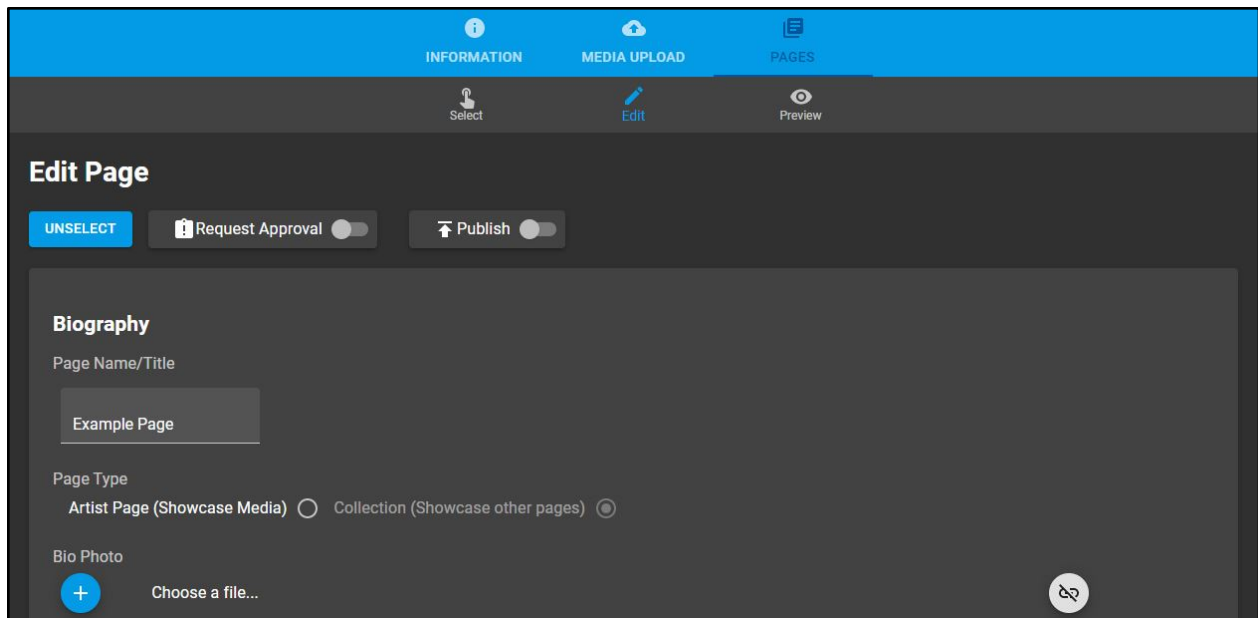 INFORMATION MEDIA UPLOAD PAGES
Select Edit Preview
Edit Page
UNSELECT Request Approval Publish
Biography
Page Name/Title
Example Page
Page Type
Artist Page (Showcase Media) Collection (Showcase other pages)
Bio Photo
Choose a file...